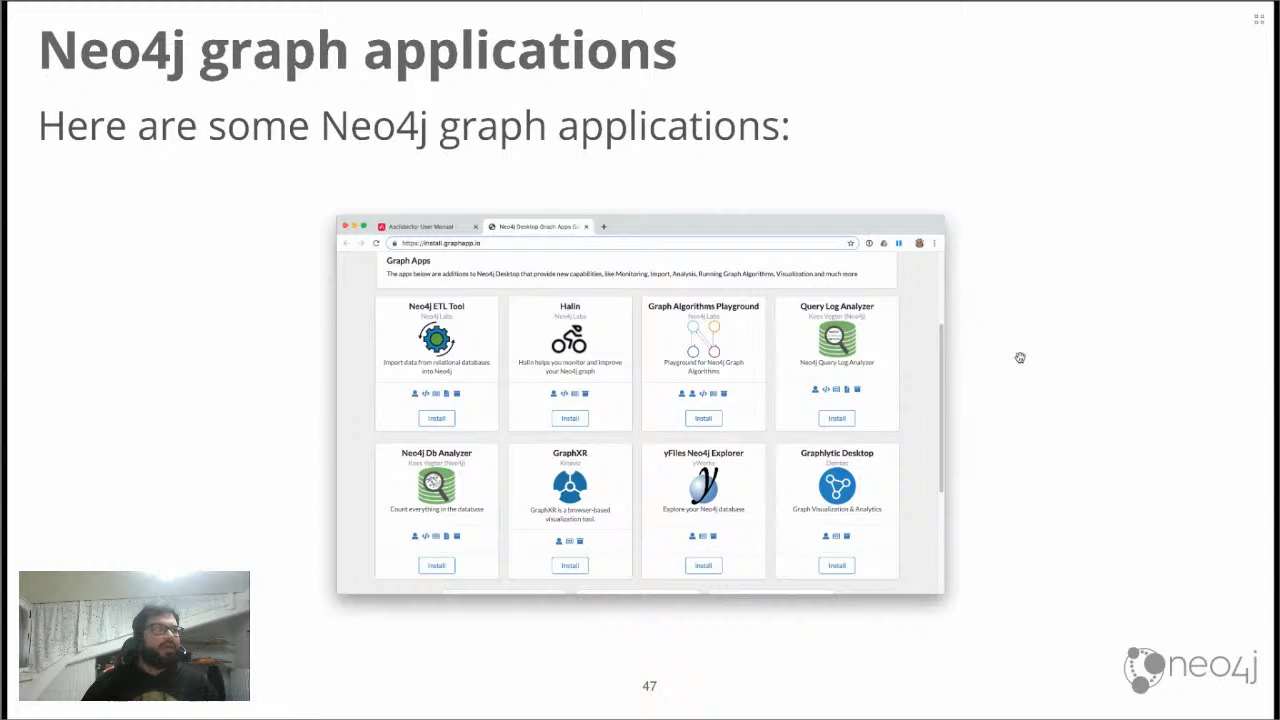 Neo4j graph applications
Here are some Neo4j graph applications:
Asciidoctor User Manual
Neo4j Desktop Graph Apps G
https://install.graphapp.io
Graph Apps
The apps below are additions to Neo4j Desktop that provide new capabilities, like Monitoring, Import, Analysis, Running Graph Algorithms, Visualization and much more
Neo4j ETL Tool
Neo4j Labs
Import data from relational databases
into Neo4j
Install
Halin
Neo4j Labs
Halin helps you monitor and improve
your Neo4j graph
Install
Graph Algorithms Playground
Neo4j Labs
Playground for Neo4j Graph
Algorithms
Install
Query Log Analyzer
Kees Vegter (Neo4j)
Neo4j Query Log Analyzer
Install
Neo4j Db Analyzer
Kees Vegter (Neo4j)
Count everything in the database
Install
GraphXR
Kineviz
GraphXR is a browser-based
visualization tool.
Install
yFiles Neo4j Explorer
yWorks
Explore your Neo4j database
Install
Graphlytic Desktop
Demtec
Graph Visualization & Analytics
Install
47
neo4j